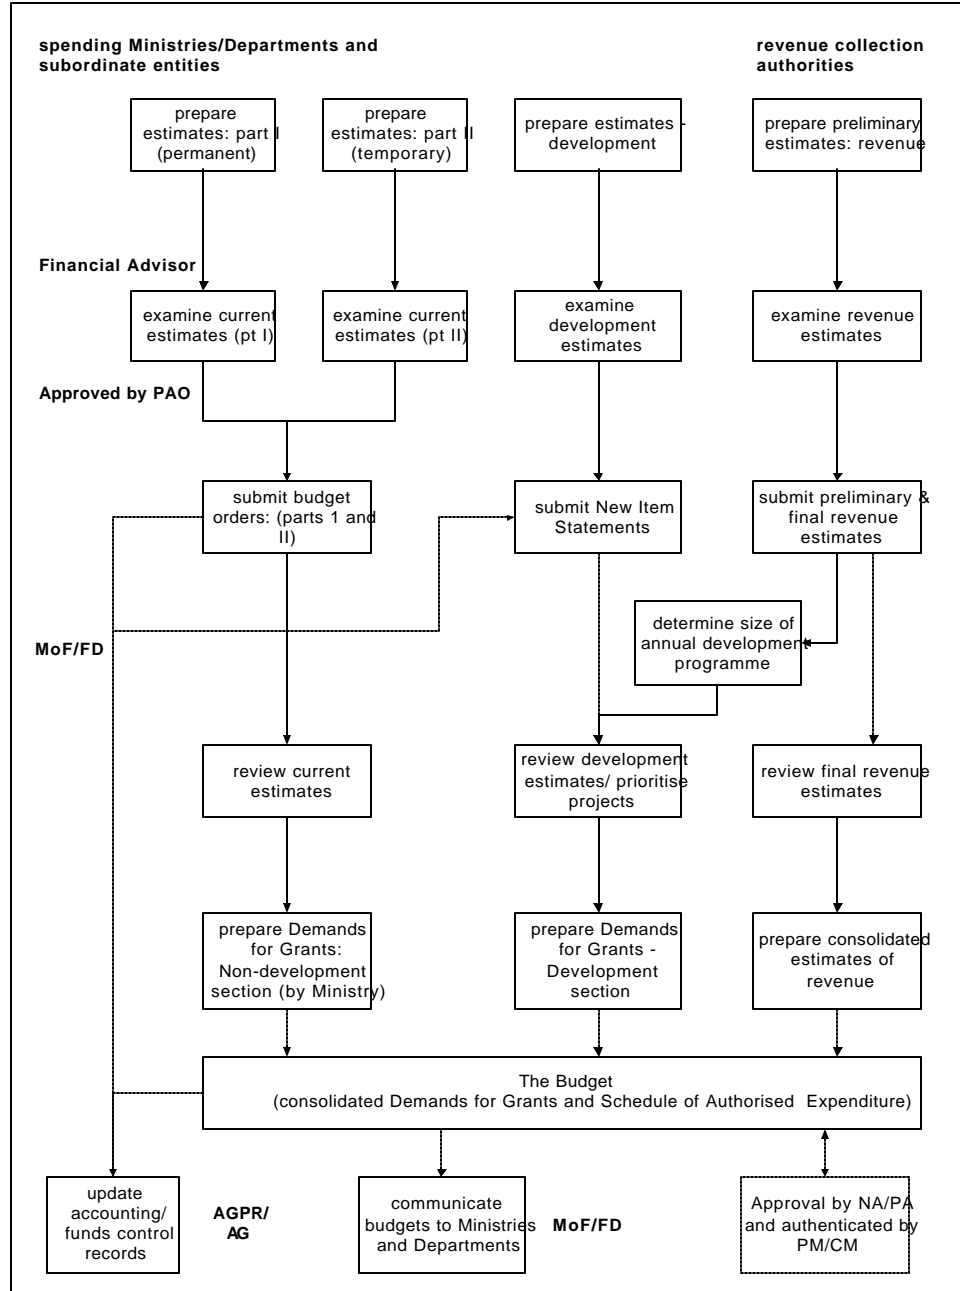 spending Ministries/Departments and
subordinate entities
revenue collection
authorities
prepare
estimates: part I
(permanent)
prepare
estimates: part II
(temporary)
prepare estimates -
development
prepare preliminary
estimates: revenue
Financial Advisor
examine current
estimates (pt I)
examine current
estimates (pt II)
examine
development
estimates
examine revenue
estimates
Approved by PAO
submit budget
orders: (parts 1 and
II)
submit New Item
Statements
submit preliminary &
final revenue
estimates
determine size of
annual development
programme
MoF/FD
review current
estimates
review development
estimates/ prioritise
projects
review final revenue
estimates
prepare Demands
for Grants:
Non-development
section (by Ministry)
prepare Demands
for Grants -
Development
section
prepare consolidated
estimates of
revenue
The Budget
(consolidated Demands for Grants and Schedule of Authorised Expenditure)
update
accounting/
funds control
records
AGPR/
AG
communicate
budgets to Ministries
and Departments
MoF/FD
Approval by NA/PA
and authenticated by
PM/CM